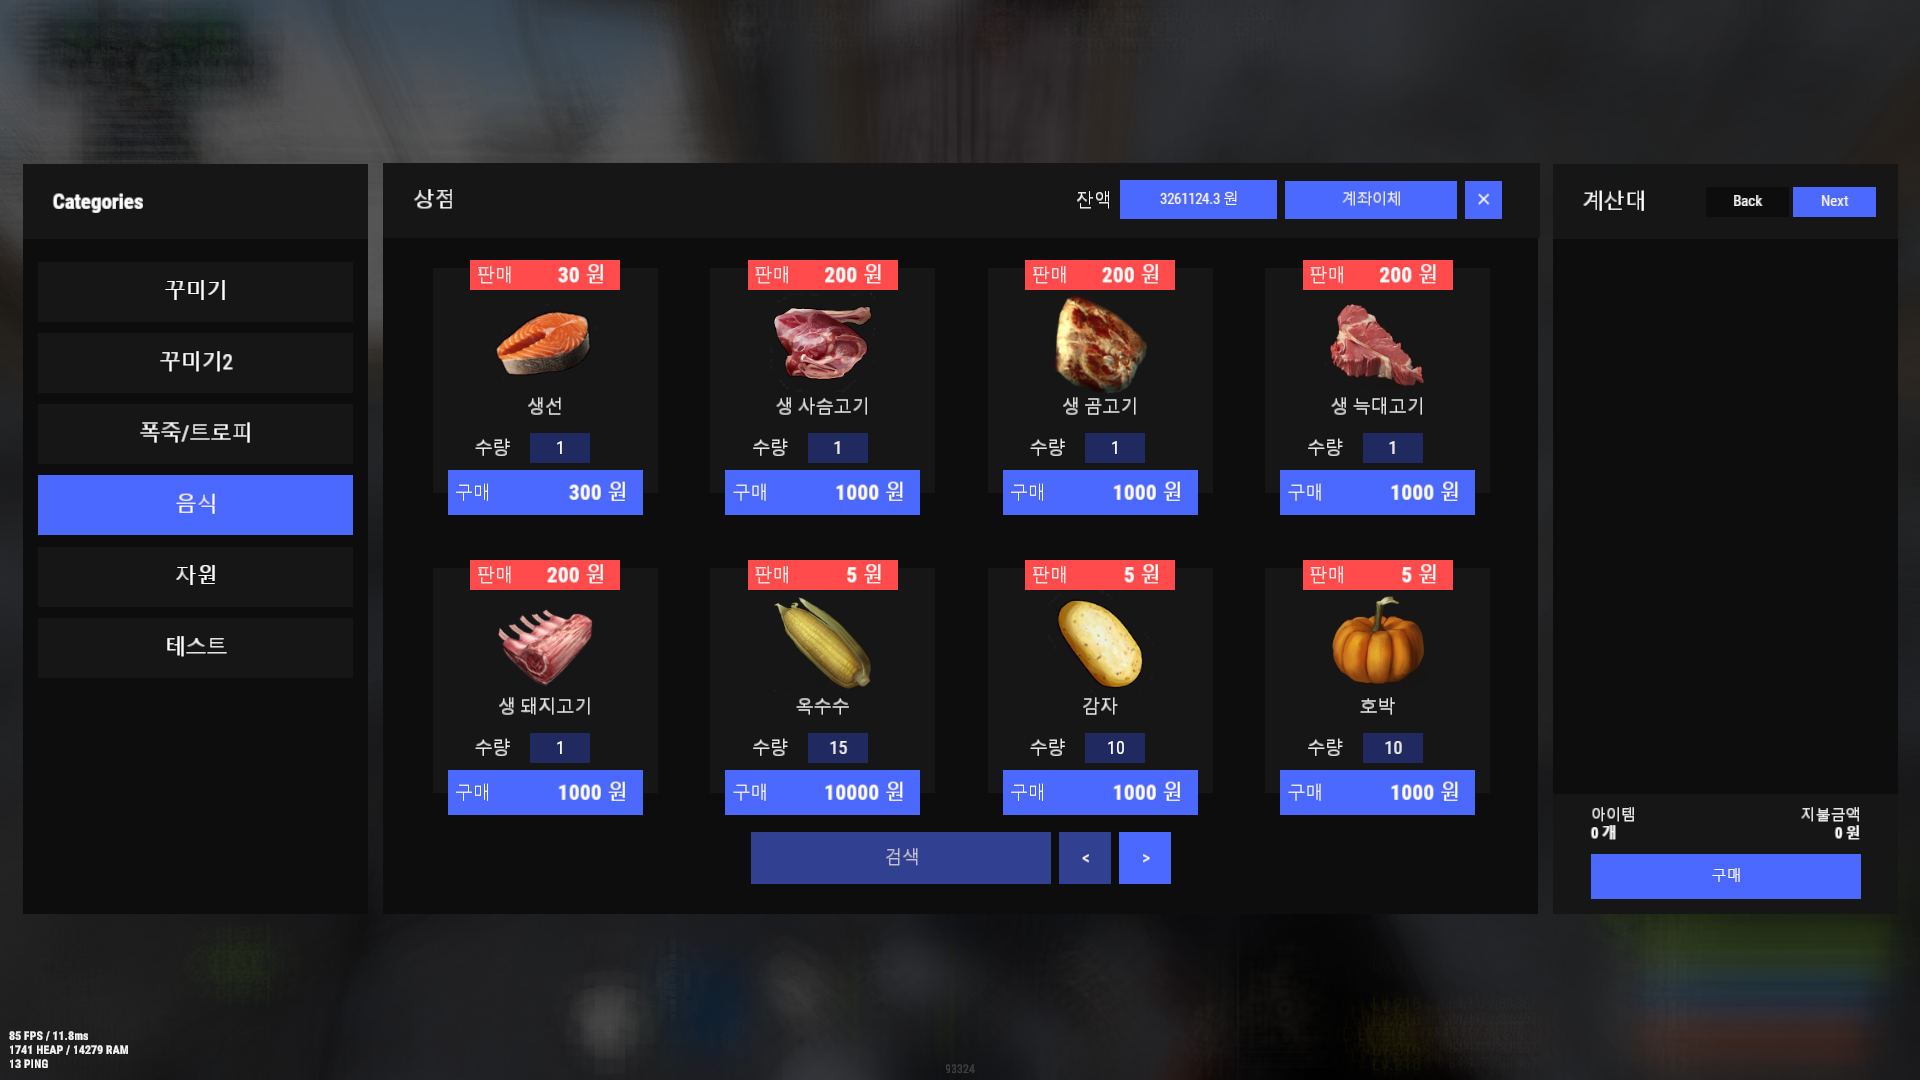 Categories
꾸미기
꾸미기2
폭죽/트로피
음식
자원
테스트
상점
잔액 3261124.3 원 계좌이체 ×
판매 30 원
생선
수량 1
구매 300 원
판매 200 원
생 사슴고기
수량 1
구매 1000 원
판매 200 원
생 곰고기
수량 1
구매 1000 원
판매 200 원
생 늑대고기
수량 1
구매 1000 원
판매 200 원
생 돼지고기
수량 1
구매 1000 원
판매 5 원
옥수수
수량 15
구매 10000 원
판매 5 원
감자
수량 10
구매 1000 원
판매 5 원
호박
수량 10
구매 1000 원
검색 < >
계산대 Back Next
아이템 지불금액
0 개 0 원
구매
85 FPS / 11.8ms
1741 HEAP / 14279 RAM
13 PING
93324